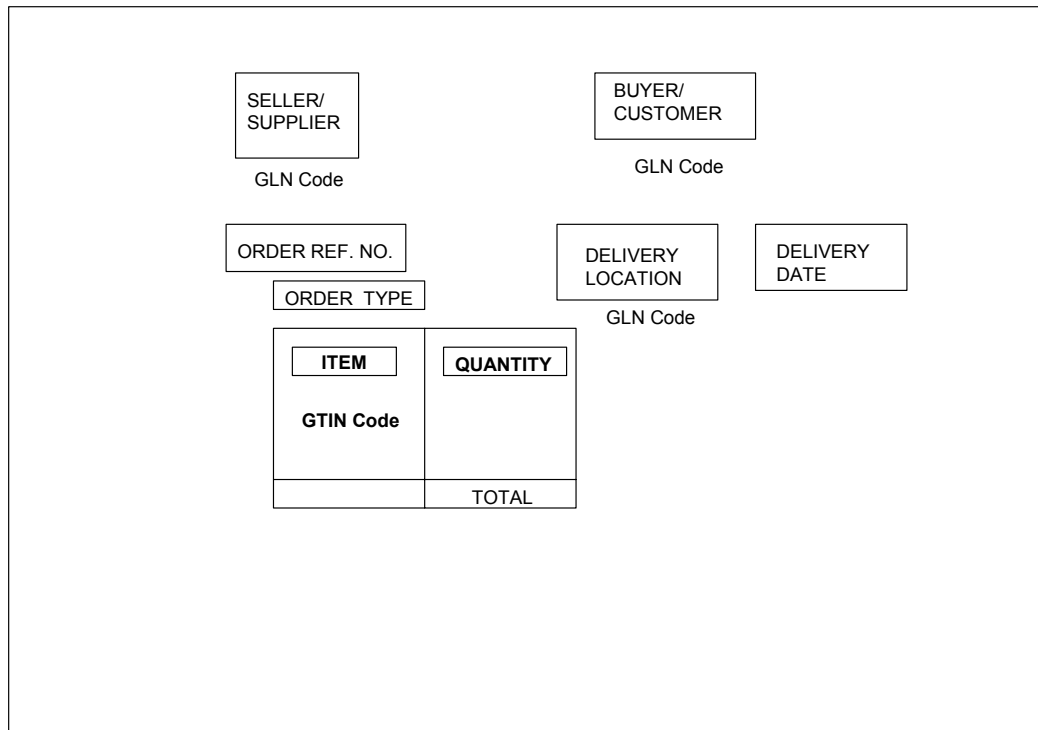 SELLER/
SUPPLIER
GLN Code
BUYER/
CUSTOMER
GLN Code
ORDER REF. NO.
ORDER TYPE
DELIVERY
LOCATION
GLN Code
DELIVERY
DATE
ITEM
QUANTITY
GTIN Code
TOTAL